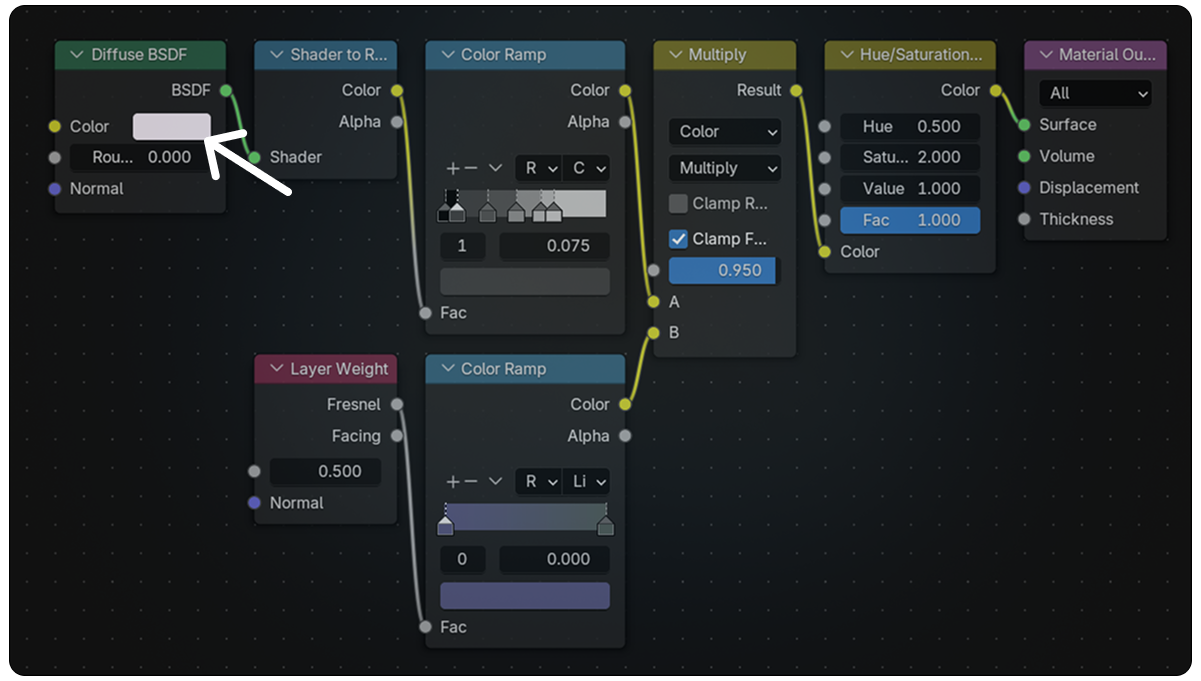 Diffuse BSDF
BSDF
Color
Rou... 0.000
Normal
Shader to R...
Color
Alpha
Shader
Color Ramp
Color
Alpha
R
C
1
0.075
Fac
Multiply
Result
Color
Multiply
Clamp R...
Clamp F...
0.950
A
B
Hue/Saturation...
Color
Hue 0.500
Satu... 2.000
Value 1.000
Fac 1.000
Color
Material Ou...
All
Surface
Volume
Displacement
Thickness
Layer Weight
Fresnel
Facing
0.500
Normal
Color Ramp
Color
Alpha
R
Li
0
0.000
Fac